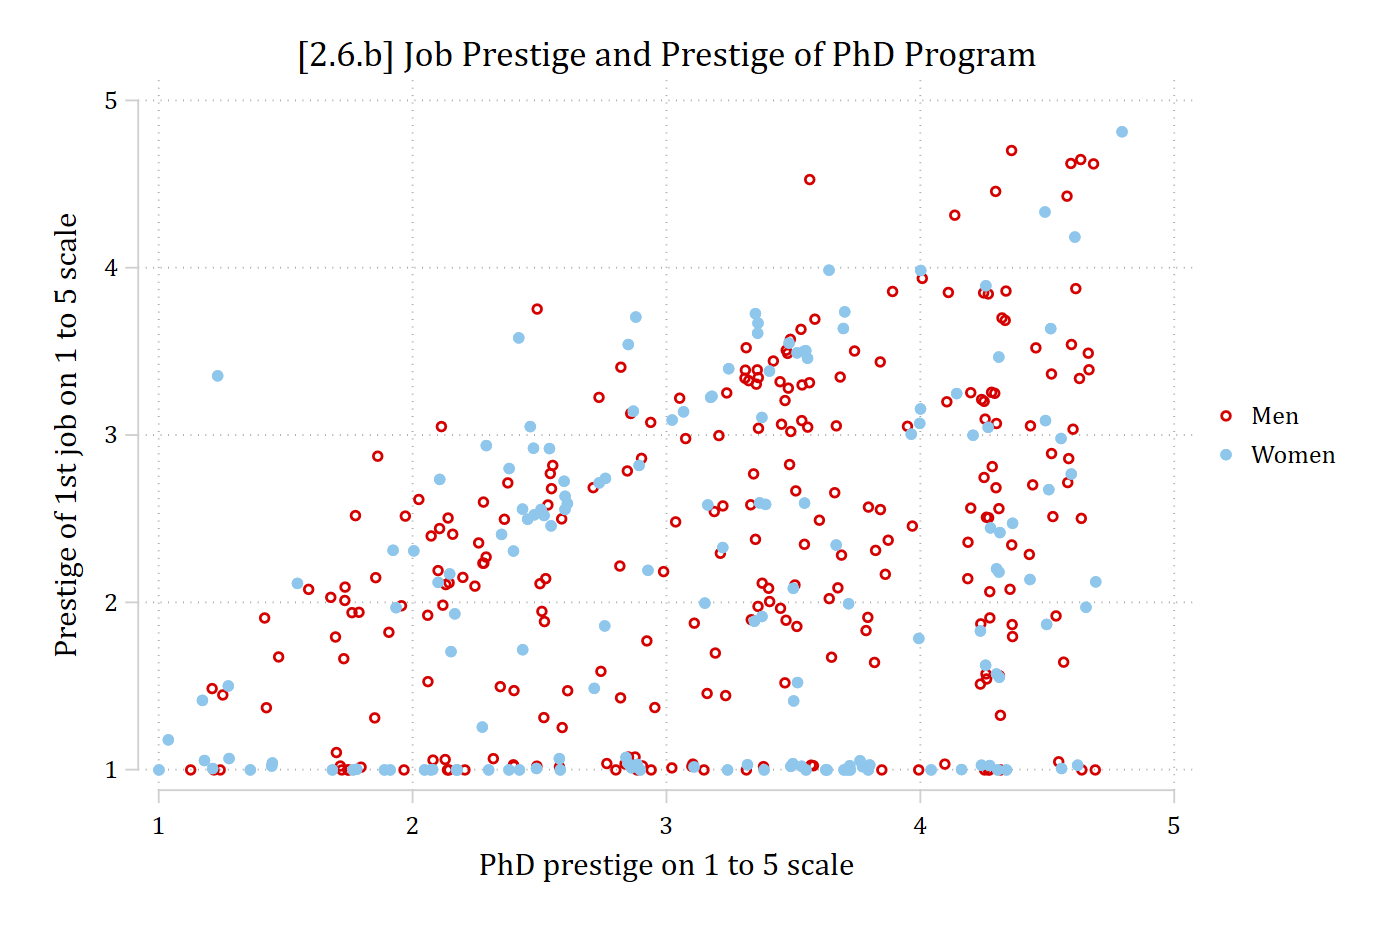 [2.6.b] Job Prestige and Prestige of PhD Program
5
4
3
2
1
Prestige of 1st job on 1 to 5 scale
1 2 3 4 5
PhD prestige on 1 to 5 scale
Men
Women